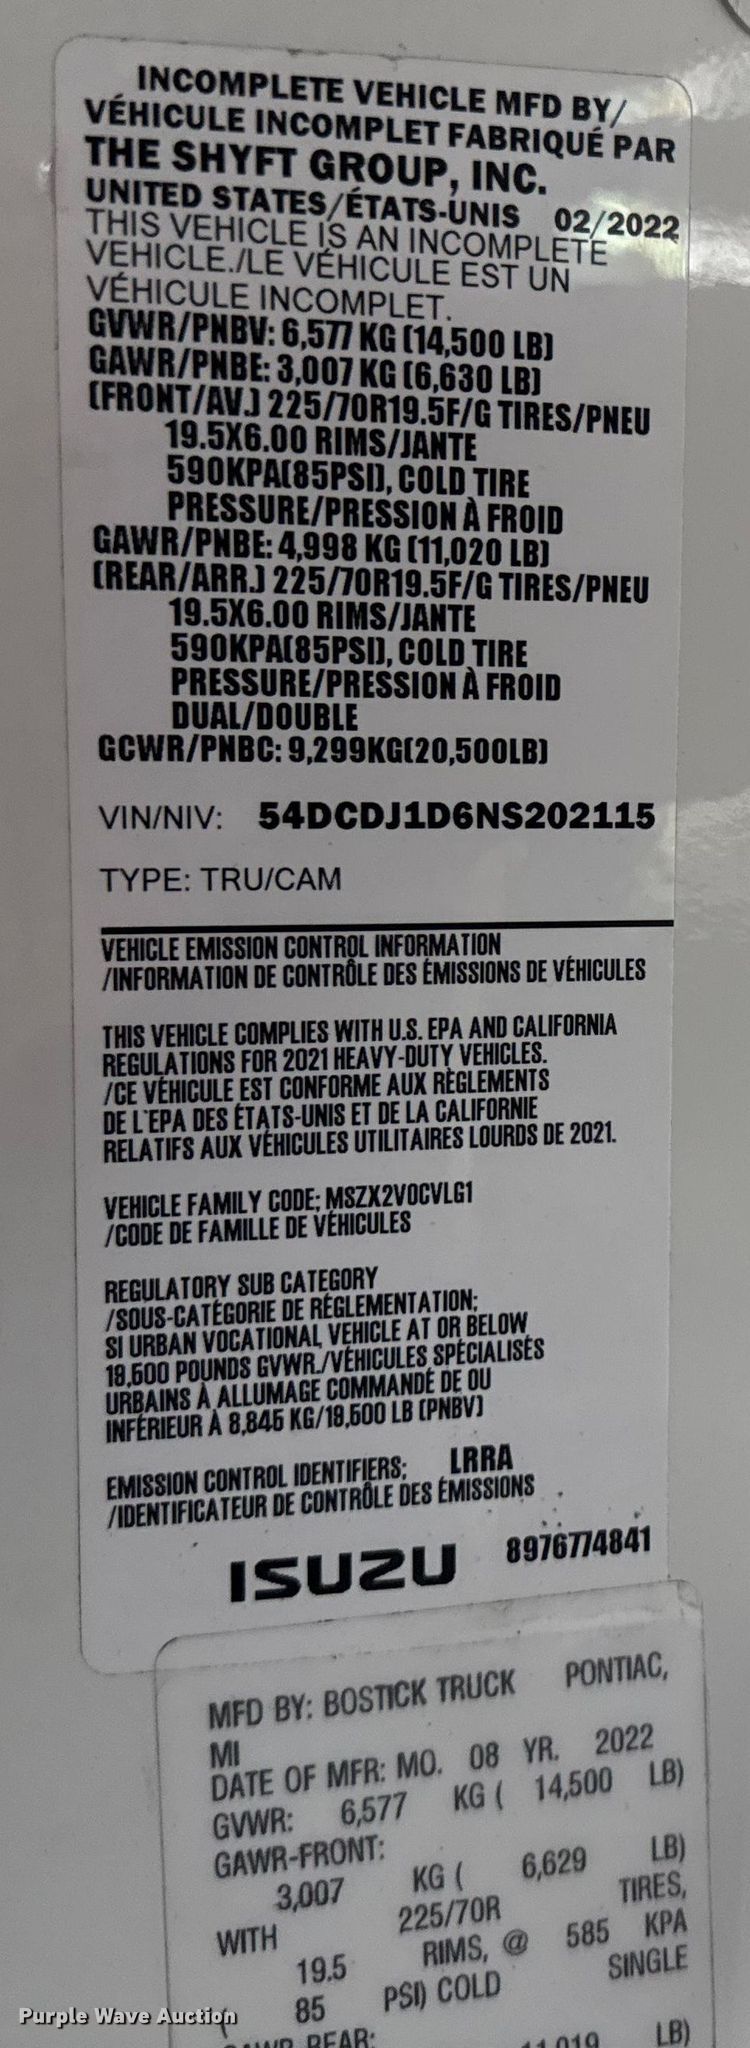 INCOMPLETE VEHICLE MFD BY/
VÉHICULE INCOMPLET FABRIQUÉ PAR
THE SHYFT GROUP, INC.
UNITED STATES/ÉTATS-UNIS 02/2022
THIS VEHICLE IS AN INCOMPLETE
VEHICLE./LE VÉHICULE EST UN
VÉHICULE INCOMPLET.
GVWR/PNBV: 6,577 KG (14,500 LB)
GAWR/PNBE: 3,007 KG (6,630 LB)
(FRONT/AV.) 225/70R19.5F/G TIRES/PNEU
19.5X6.00 RIMS/JANTE
590KPA(85PSI), COLD TIRE
PRESSURE/PRESSION À FROID
GAWR/PNBE: 4,998 KG (11,020 LB)
(REAR/ARR.) 225/70R19.5F/G TIRES/PNEU
19.5X6.00 RIMS/JANTE
590KPA(85PSI), COLD TIRE
PRESSURE/PRESSION À FROID
DUAL/DOUBLE
GCWR/PNBC: 9,299KG(20,500LB)
VIN/NIV: 54DCDJ1D6NS202115
TYPE: TRU/CAM
VEHICLE EMISSION CONTROL INFORMATION
/INFORMATION DE CONTRÔLE DES ÉMISSIONS DE VÉHICULES
THIS VEHICLE COMPLIES WITH U.S. EPA AND CALIFORNIA
REGULATIONS FOR 2021 HEAVY-DUTY VEHICLES.
/CE VÉHICULE EST CONFORME AUX RÈGLEMENTS
DE L'EPA DES ÉTATS-UNIS ET DE LA CALIFORNIE
RELATIFS AUX VÉHICULES UTILITAIRES LOURDS DE 2021.
VEHICLE FAMILY CODE; MSZX2VOCVLG1
/CODE DE FAMILLE DE VÉHICULES
REGULATORY SUB CATEGORY
/SOUS-CATÉGORIE DE RÉGLEMENTATION;
SI URBAN VOCATIONAL VEHICLE AT OR BELOW
19,500 POUNDS GVWR./VÉHICULES SPÉCIALISÉS
URBAINS À ALLUMAGE COMMANDÉ DE OU
INFÉRIEUR À 8,845 KG/19,500 LB (PNBV)
EMISSION CONTROL IDENTIFIERS; LRRA
/IDENTIFICATEUR DE CONTRÔLE DES ÉMISSIONS
ISUZU 8976774841
MFD BY: BOSTICK TRUCK PONTIAC,
MI
DATE OF MFR: MO. 08 YR. 2022
GVWR: 6,577 KG ( 14,500 LB)
GAWR-FRONT:
3,007 KG ( 6,629 LB)
WITH 225/70R TIRES,
19.5 RIMS, @ 585 KPA
( 85 PSI) COLD SINGLE
GAWR REAR: 11,019 LB)
Purple Wave Auction